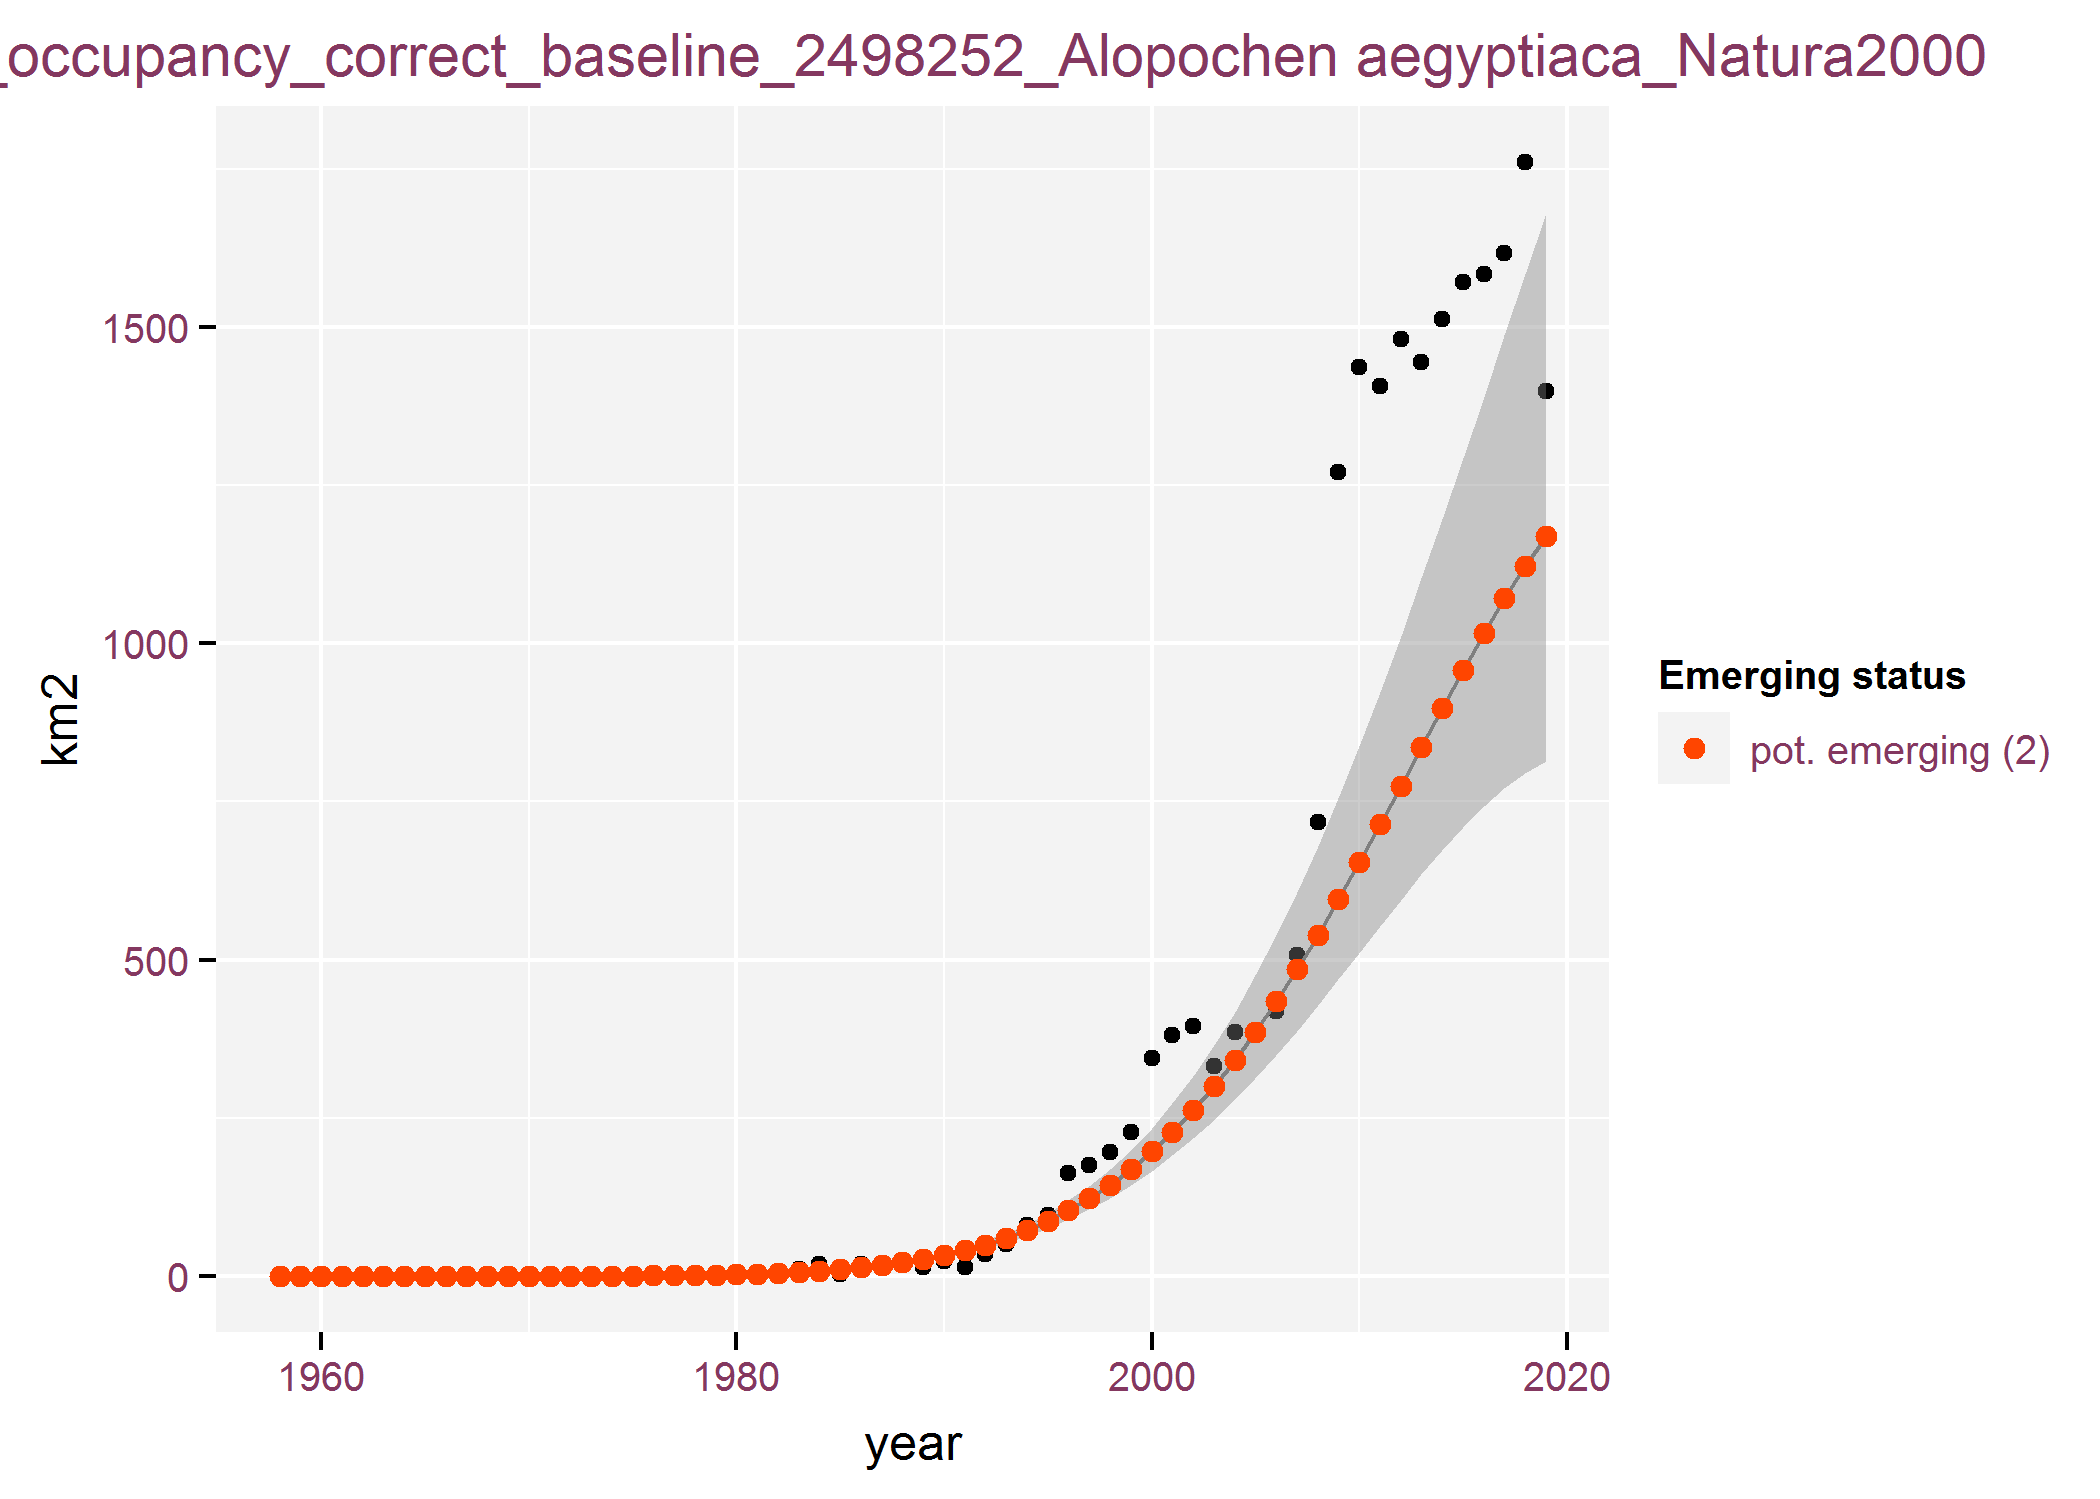 _occupancy_correct_baseline_2498252_Alopochen aegyptiaca_Natura2000
1500
1000
500
0
km2
1960 1980 2000 2020
year
Emerging status
pot. emerging (2)